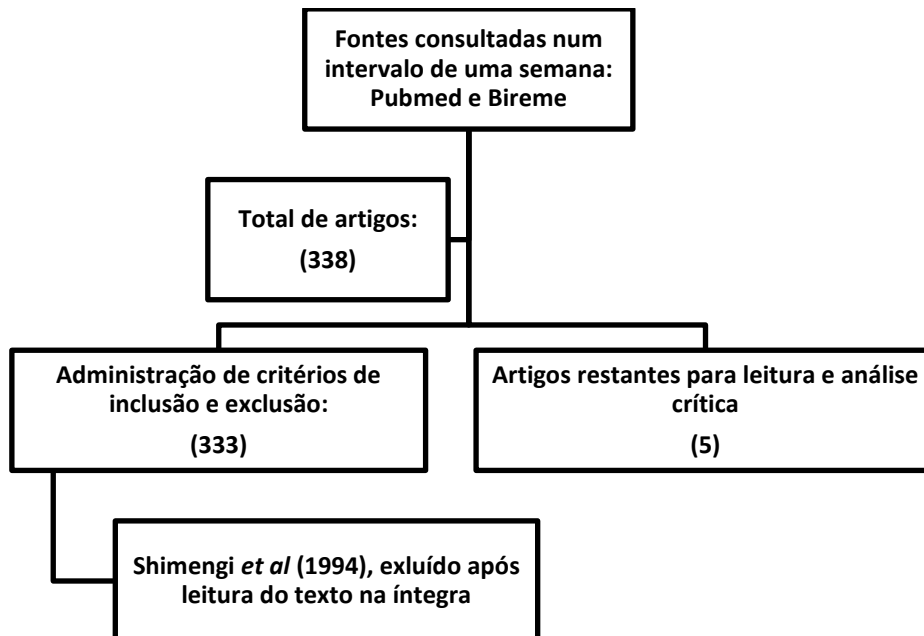 Fontes consultadas num
intervalo de uma semana:
Pubmed e Bireme
Total de artigos:
(338)
Administração de critérios de
inclusão e exclusão:
(333)
Artigos restantes para leitura e análise
crítica
(5)
Shimengi et al (1994), exluído após
leitura do texto na íntegra